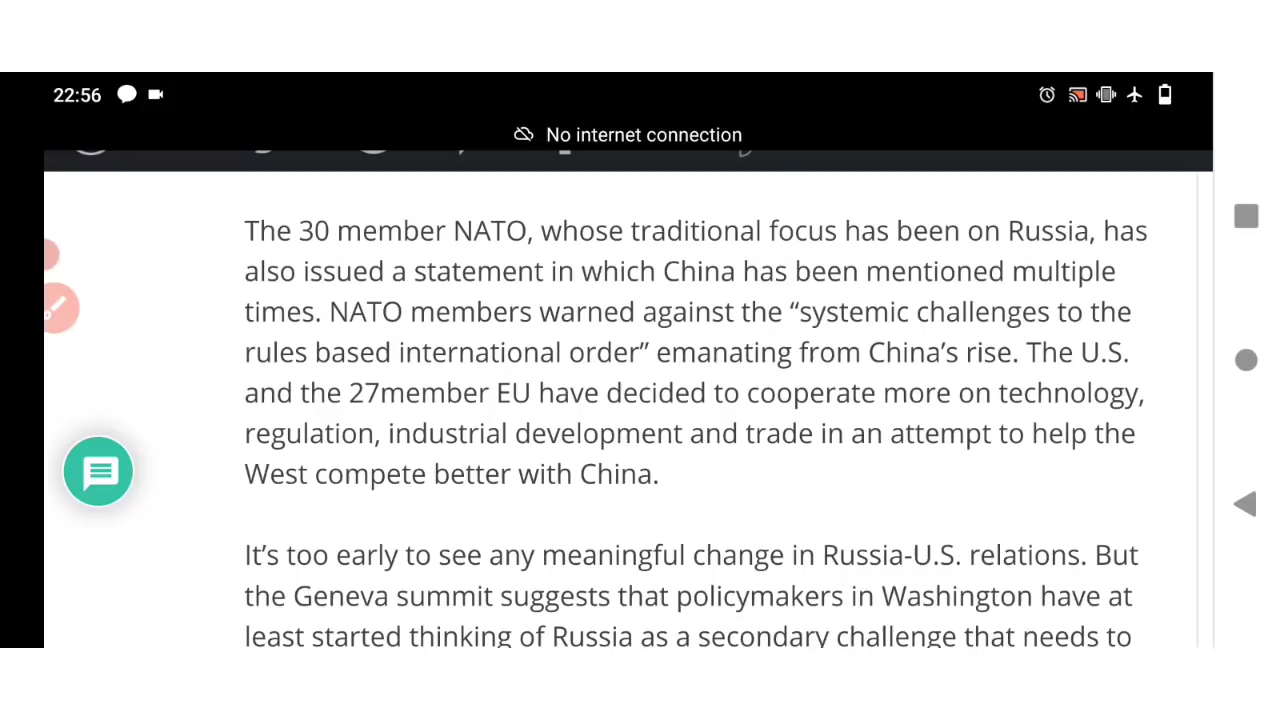 22:56
No internet connection
The 30 member NATO, whose traditional focus has been on Russia, has
also issued a statement in which China has been mentioned multiple
times. NATO members warned against the “systemic challenges to the
rules based international order” emanating from China’s rise. The U.S.
and the 27member EU have decided to cooperate more on technology,
regulation, industrial development and trade in an attempt to help the
West compete better with China.
It’s too early to see any meaningful change in Russia-U.S. relations. But
the Geneva summit suggests that policymakers in Washington have at
least started thinking of Russia as a secondary challenge that needs to